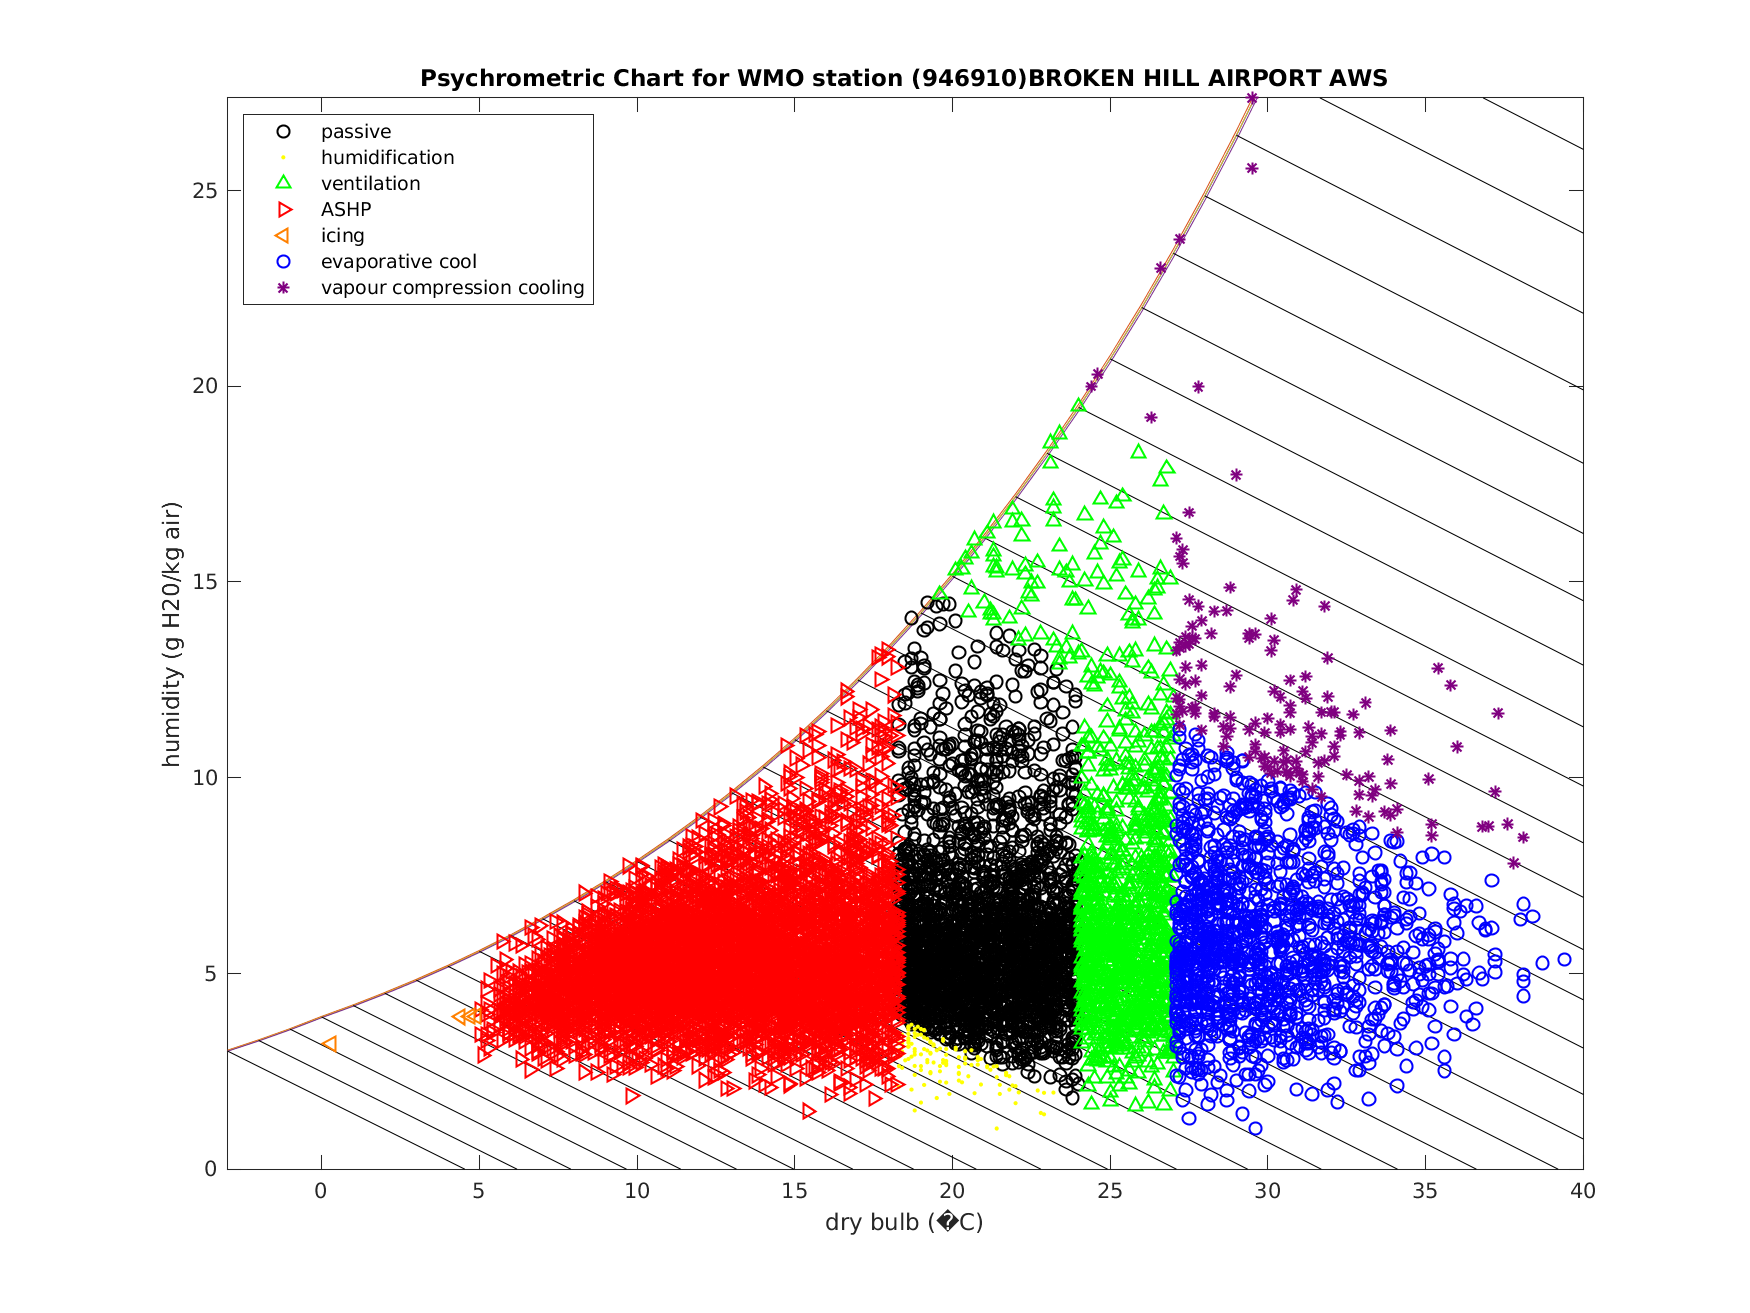 Psychrometric Chart for WMO station (946910)BROKEN HILL AIRPORT AWS
passive
humidification
ventilation
ASHP
icing
evaporative cool
vapour compression cooling
humidity (g H20/kg air)
25
20
15
10
5
0
0 5 10 15 20 25 30 35 40
dry bulb (�C)